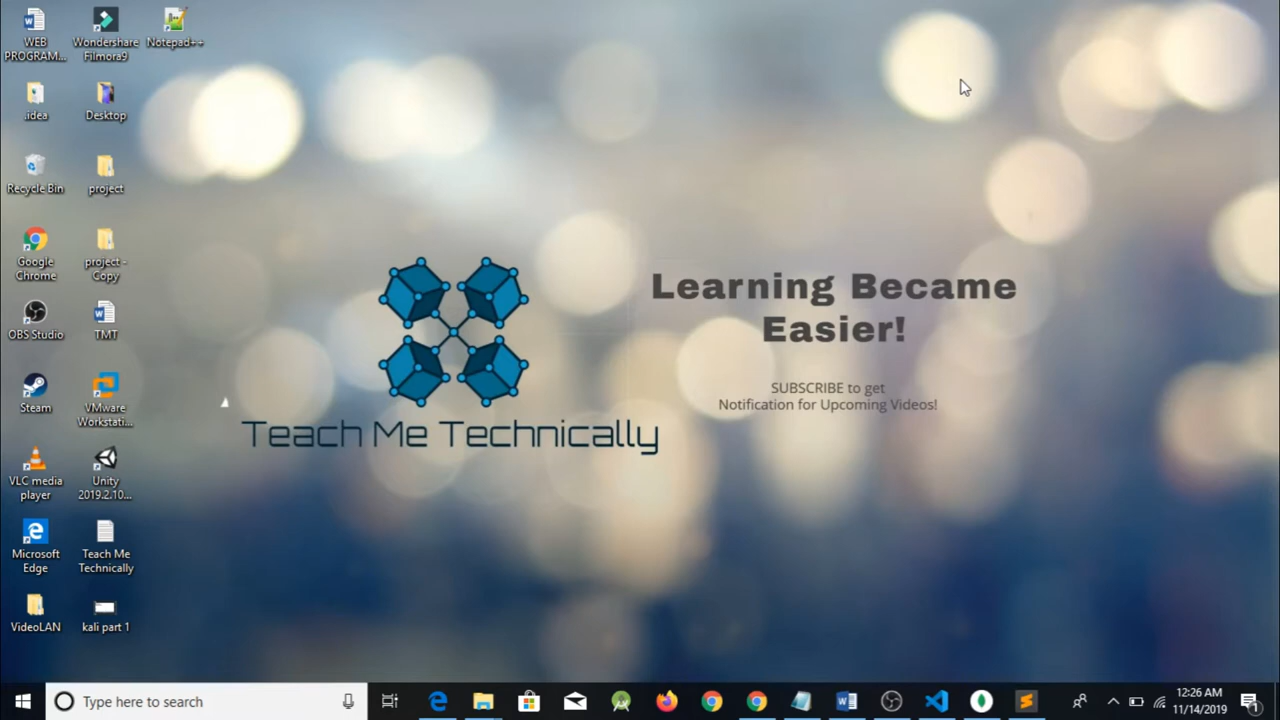 WEB
PROGRAM...
Wondershare
Filmora9
Notepad++
.idea
Desktop
Recycle Bin
project
Google
Chrome
project -
Copy
OBS Studio
TMT
Steam
VMware
Workstati...
VLC media
player
Unity
2019.2.10...
Microsoft
Edge
Teach Me
Technically
VideoLAN
kali part 1
Teach Me Technically
Learning Became
Easier!
SUBSCRIBE to get
Notification for Upcoming Videos!
Type here to search
12:26 AM
11/14/2019
1